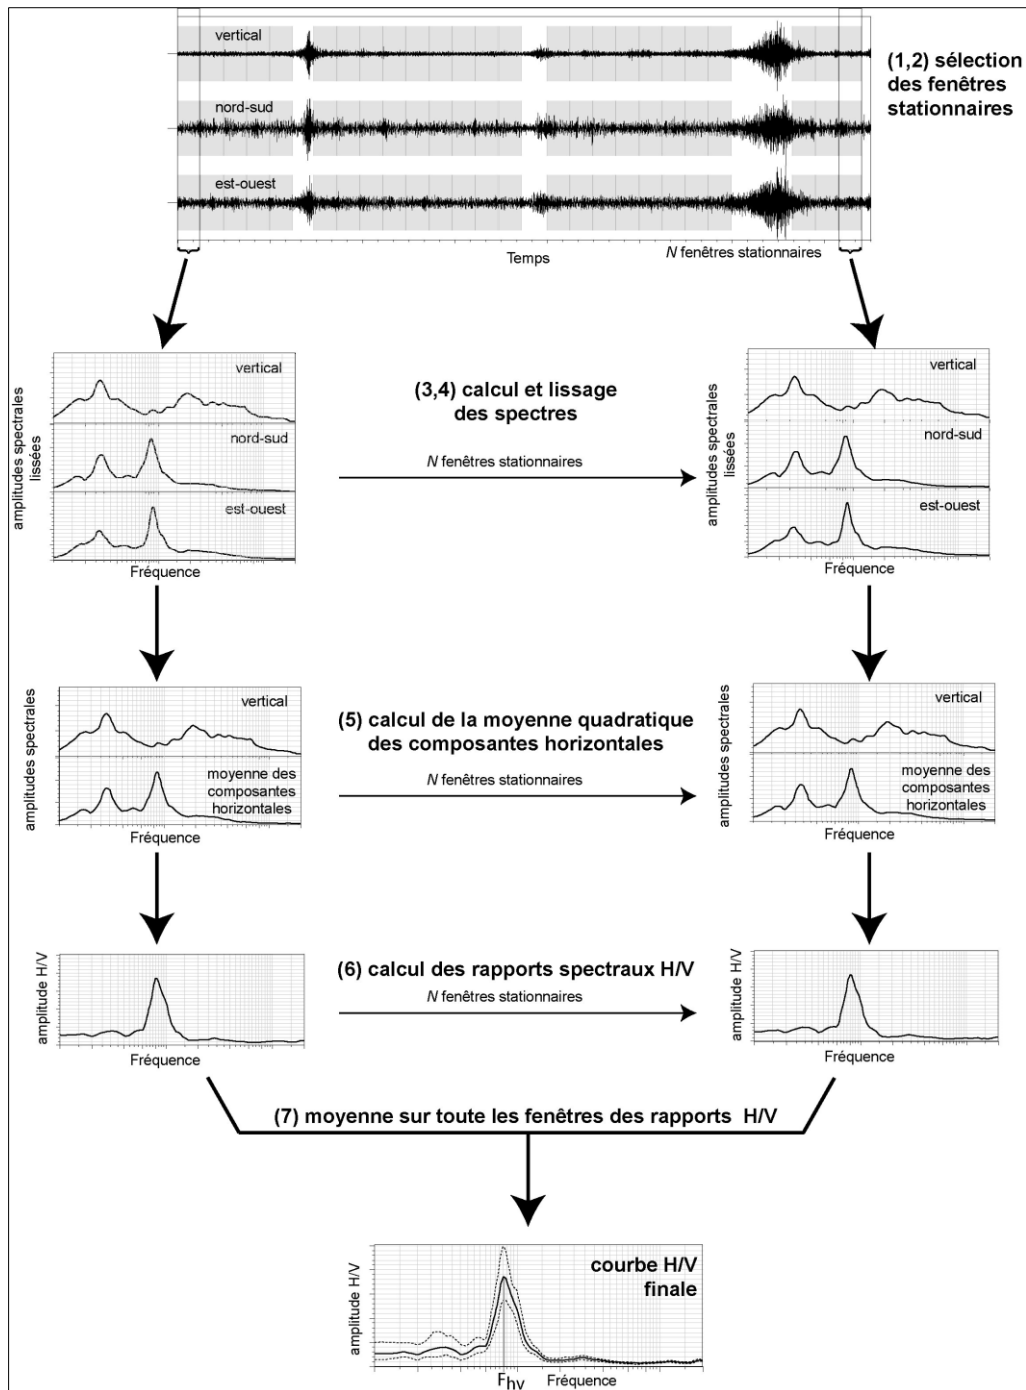 vertical
(1,2) sélection
des fenêtres
stationnaires
nord-sud
est-ouest
Temps
N fenêtres stationnaires
amplitudes spectrales
lissées
vertical
nord-sud
est-ouest
Fréquence
(3,4) calcul et lissage
des spectres
N fenêtres stationnaires
amplitudes spectrales
lissées
vertical
nord-sud
est-ouest
Fréquence
amplitudes spectrales
vertical
moyenne des
composantes
horizontales
Fréquence
(5) calcul de la moyenne quadratique
des composantes horizontales
N fenêtres stationnaires
amplitudes spectrales
vertical
moyenne des
composantes
horizontales
Fréquence
amplitude H/V
Fréquence
(6) calcul des rapports spectraux H/V
N fenêtres stationnaires
amplitude H/V
Fréquence
(7) moyenne sur toute les fenêtres des rapports H/V
amplitude H/V
courbe H/V
finale
Fhv
Fréquence